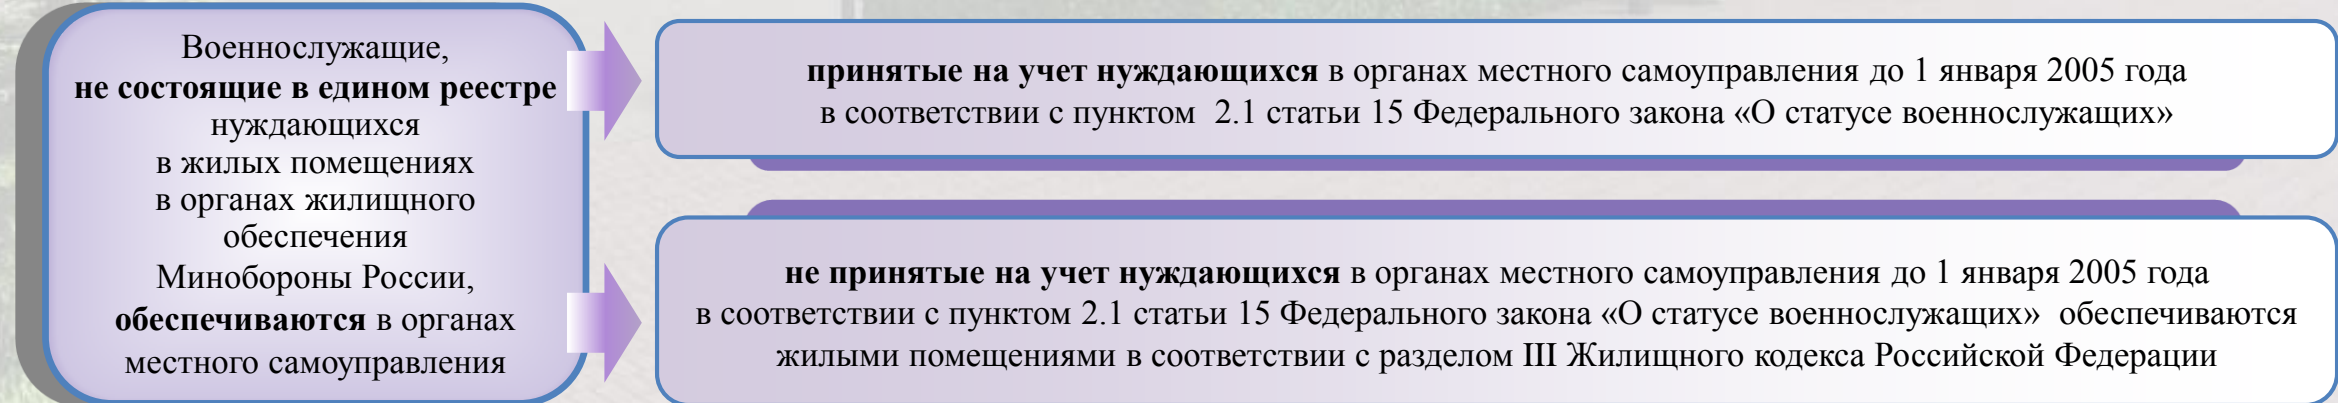 Военнослужащие,
не состоящие в едином реестре
нуждающихся
в жилых помещениях
в органах жилищного
обеспечения
Минобороны России,
обеспечиваются в органах
местного самоуправления
принятые на учет нуждающихся в органах местного самоуправления до 1 января 2005 года
в соответствии с пунктом 2.1 статьи 15 Федерального закона «О статусе военнослужащих»
не принятые на учет нуждающихся в органах местного самоуправления до 1 января 2005 года
в соответствии с пунктом 2.1 статьи 15 Федерального закона «О статусе военнослужащих» обеспечиваются
жилыми помещениями в соответствии с разделом III Жилищного кодекса Российской Федерации